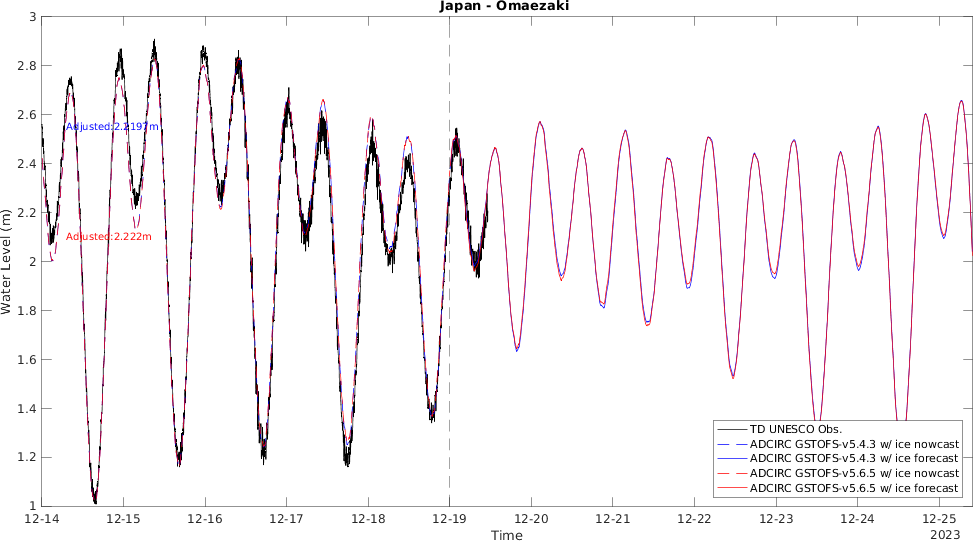 Japan - Omaezaki
3
2.8
2.6
2.4
2.2
2
1.8
1.6
1.4
1.2
1
Water Level (m)
Adjusted:2.2197m
Adjusted:2.222m
TD UNESCO Obs.
ADCIRC GSTOFS-v5.4.3 w/ ice nowcast
ADCIRC GSTOFS-v5.4.3 w/ ice forecast
ADCIRC GSTOFS-v5.6.5 w/ ice nowcast
ADCIRC GSTOFS-v5.6.5 w/ ice forecast
12-14 12-15 12-16 12-17 12-18 12-19 12-20 12-21 12-22 12-23 12-24 12-25
Time
2023